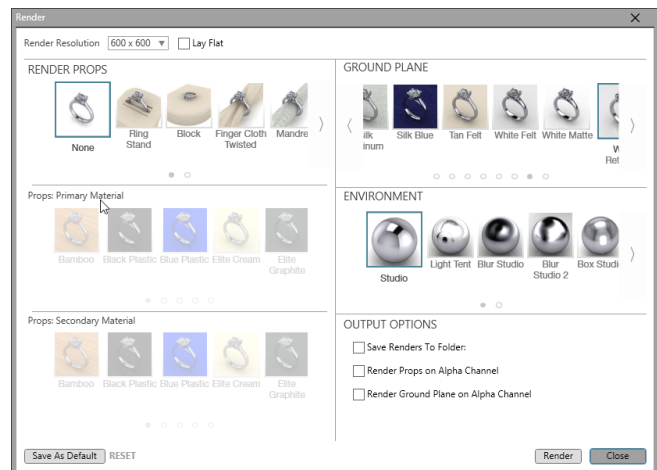 Render
Render Resolution 600 x 600 Lay Flat
RENDER PROPS
None
Ring Stand
Block
Finger Cloth Twisted
Mandre
Props: Primary Material
Bamboo
Black Plastic
Blue Plastic
Elite Cream
Elite Graphite
Props: Secondary Material
Bamboo
Black Plastic
Blue Plastic
Elite Cream
Elite Graphite
GROUND PLANE
Silk Blue
Tan Felt
White Felt
White Matte
ENVIRONMENT
Studio
Light Tent
Blur Studio
Blur Studio 2
Box Studi
OUTPUT OPTIONS
Save Renders To Folder:
Render Props on Alpha Channel
Render Ground Plane on Alpha Channel
Save As Default RESET
Render Close